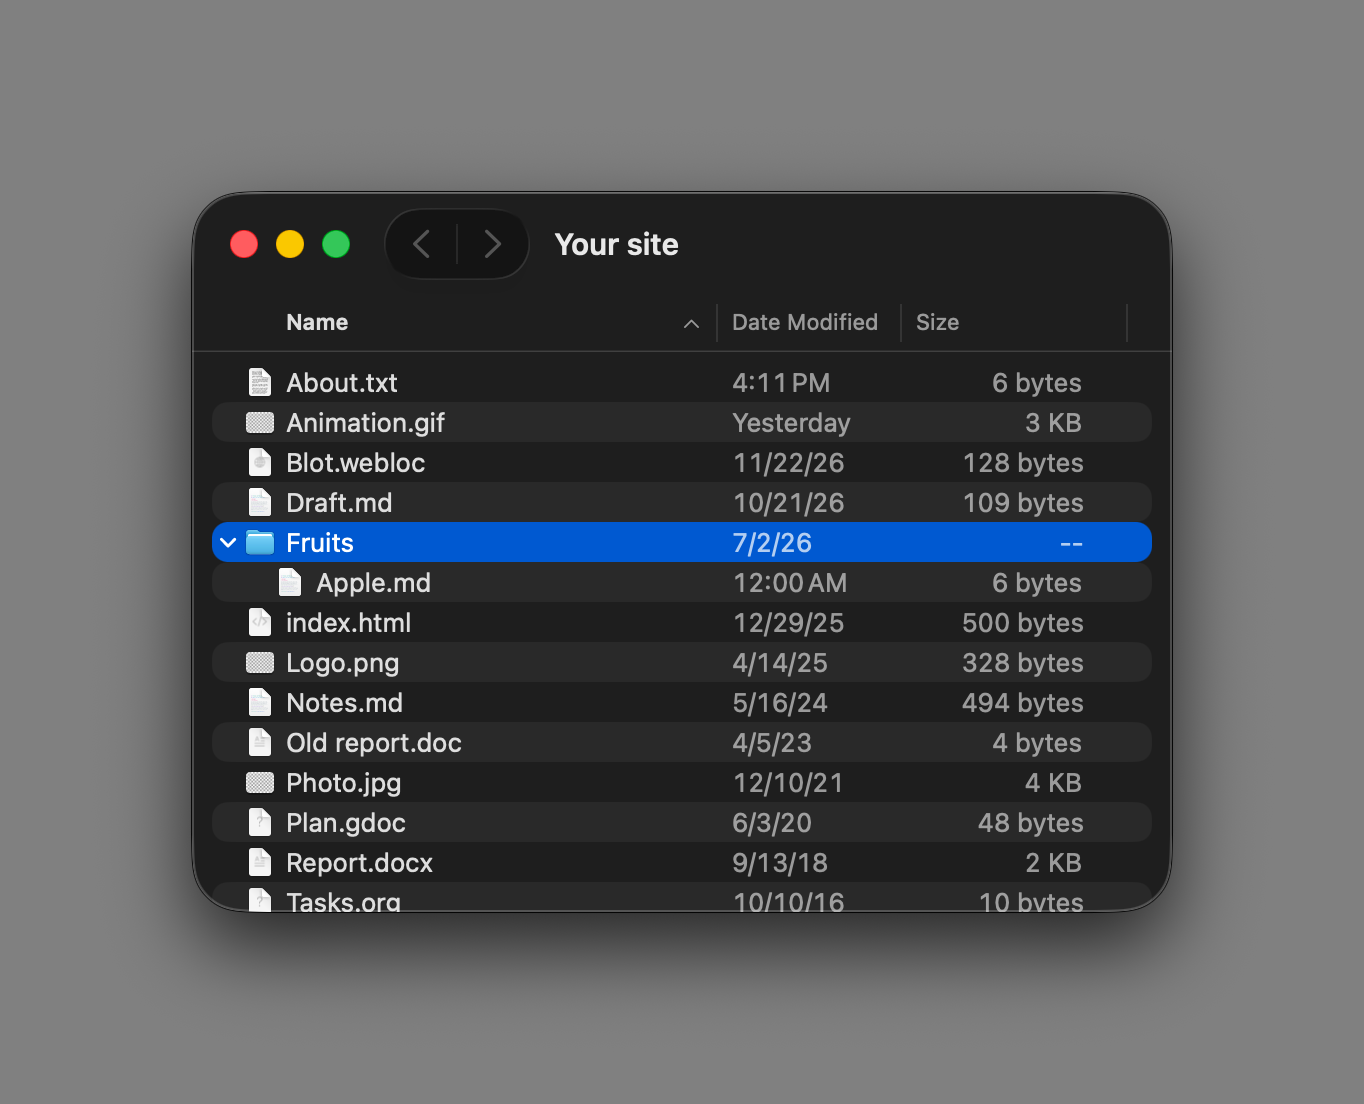 Your site
Name Date Modified Size
About.txt 4:11 PM 6 bytes
Animation.gif Yesterday 3 KB
Blot.webloc 11/22/26 128 bytes
Draft.md 10/21/26 109 bytes
Fruits 7/2/26 --
Apple.md 12:00 AM 6 bytes
index.html 12/29/25 500 bytes
Logo.png 4/14/25 328 bytes
Notes.md 5/16/24 494 bytes
Old report.doc 4/5/23 4 bytes
Photo.jpg 12/10/21 4 KB
Plan.gdoc 6/3/20 48 bytes
Report.docx 9/13/18 2 KB
Tasks.org 10/10/16 10 bytes